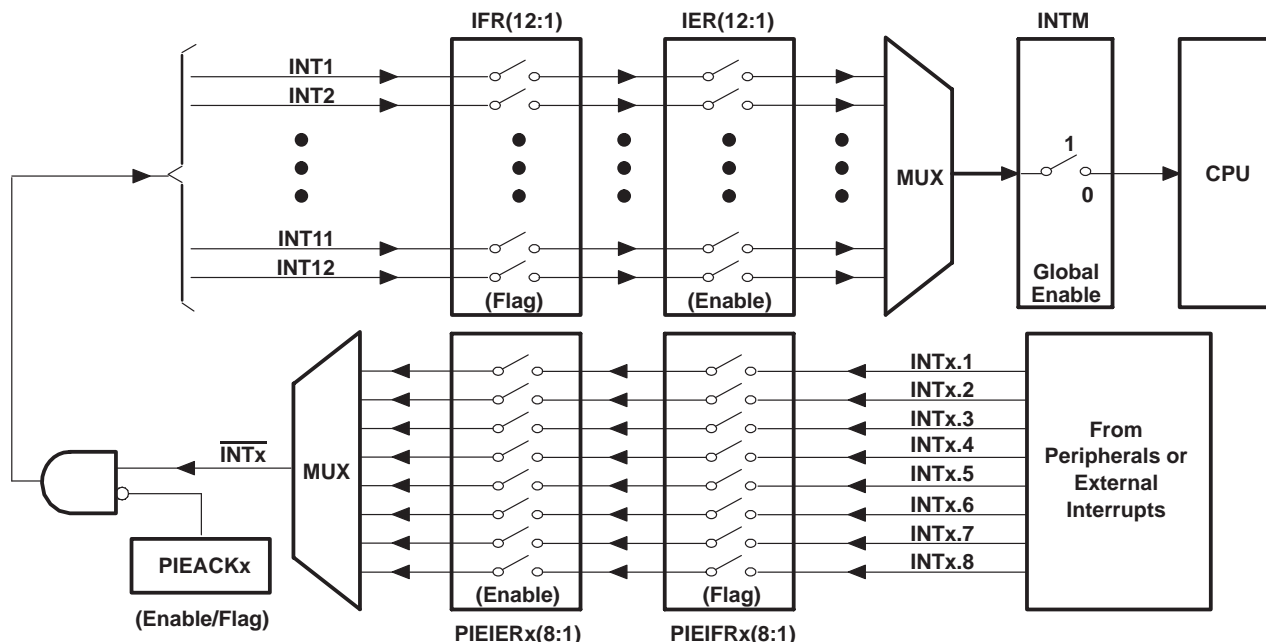 IFR(12:1) IER(12:1) INTM
INT1
INT2
1
MUX
CPU
0
INT11
INT12
(Flag) (Enable)
Global
Enable
INTx.1
INTx.2
INTx.3
INTx.4
INTx.5
INTx.6
INTx.7
INTx.8
From
Peripherals or
External
Interrupts
INTx
MUX
PIEACKx
(Enable/Flag)
(Enable) (Flag)
PIEIERx(8:1) PIEIFRx(8:1)